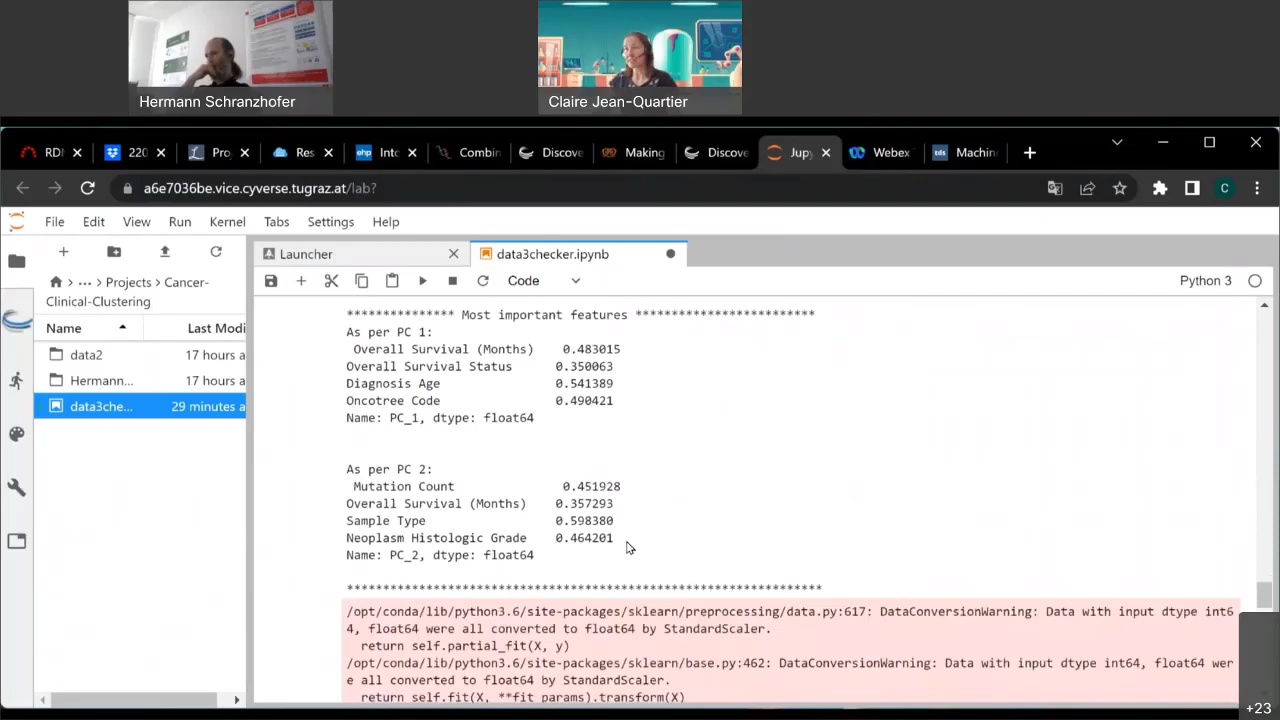 Hermann Schranzhofer
Claire Jean-Quartier
RDI
220
Pro
Res
Intc
Combin
Discove
Making
Discove
Jupy
Webex
Machin
a6e7036be.vice.cyverse.tugraz.at/lab?
C
File Edit View Run Kernel Tabs Settings Help
Launcher
data3checker.ipynb
Code
Python 3
... > Projects > Cancer-
Clinical-Clustering
Name
Last Modi
data2
17 hours a
Hermann...
17 hours a
data3che...
29 minutes a
*************** Most important features *************************
As per PC 1:
Overall Survival (Months) 0.483015
Overall Survival Status 0.350063
Diagnosis Age 0.541389
Oncotree Code 0.490421
Name: PC_1, dtype: float64
As per PC 2:
Mutation Count 0.451928
Overall Survival (Months) 0.357293
Sample Type 0.598380
Neoplasm Histologic Grade 0.464201
Name: PC_2, dtype: float64
******************************************************************
/opt/conda/lib/python3.6/site-packages/sklearn/preprocessing/data.py:617: DataConversionWarning: Data with input dtype int6
4, float64 were all converted to float64 by StandardScaler.
return self.partial_fit(X, y)
/opt/conda/lib/python3.6/site-packages/sklearn/base.py:462: DataConversionWarning: Data with input dtype int64, float64 wer
e all converted to float64 by StandardScaler.
return self.fit(X, **fit_params).transform(X)
+23